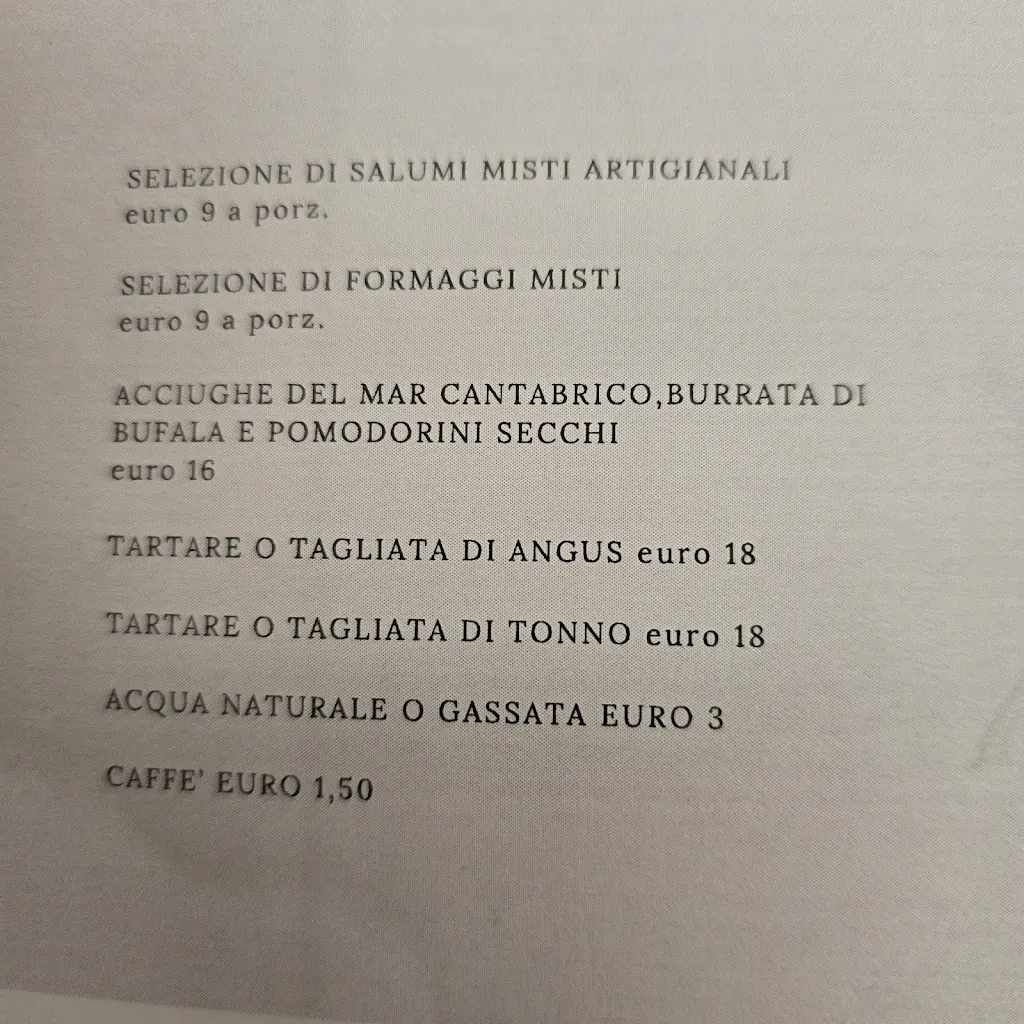 SELEZIONE DI SALUMI MISTI ARTIGIANALI
euro 9 a porz.
SELEZIONE DI FORMAGGI MISTI
euro 9 a porz.
ACCIUGHE DEL MAR CANTABRICO,BURRATA DI
BUFALA E POMODORINI SECCHI
euro 16
TARTARE O TAGLIATA DI ANGUS euro 18
TARTARE O TAGLIATA DI TONNO euro 18
ACQUA NATURALE O GASSATA EURO 3
CAFFE' EURO 1,50